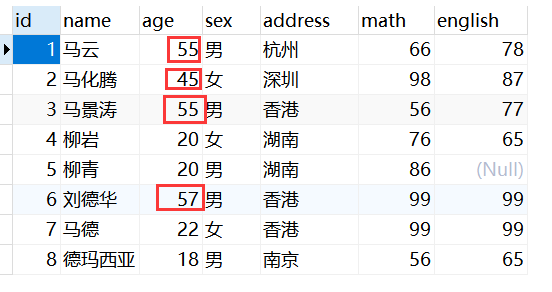 id name age sex address math english
1 马云 55 男 杭州 66 78
2 马化腾 45 女 深圳 98 87
3 马景涛 55 男 香港 56 77
4 柳岩 20 女 湖南 76 65
5 柳青 20 男 湖南 86 (Null)
6 刘德华 57 男 香港 99 99
7 马德 22 女 香港 99 99
8 德玛西亚 18 男 南京 56 65